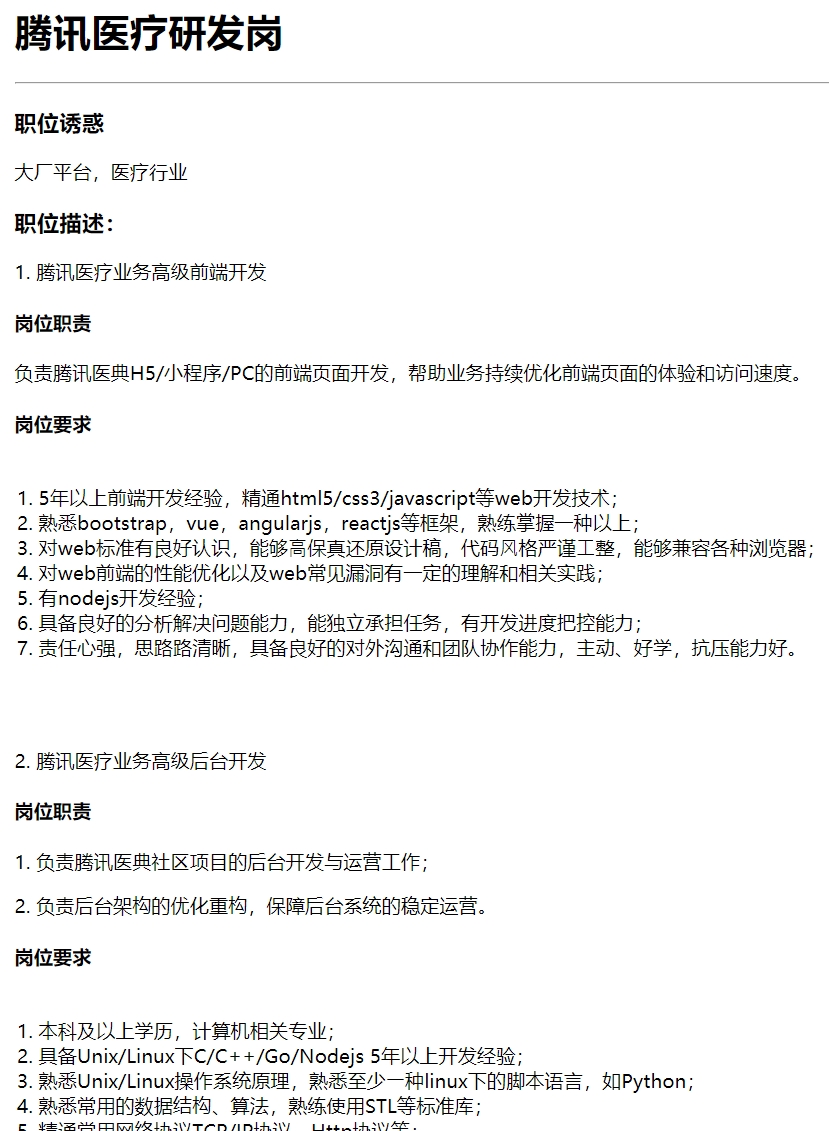 腾讯医疗研发岗
职位诱惑
大厂平台，医疗行业
职位描述：
1. 腾讯医疗业务高级前端开发
岗位职责
负责腾讯医典H5/小程序/PC的前端页面开发，帮助业务持续优化前端页面的体验和访问速度。
岗位要求
1. 5年以上前端开发经验，精通html5/css3/javascript等web开发技术；
2. 熟悉bootstrap，vue，angularjs，reactjs等框架，熟练掌握一种以上；
3. 对web标准有良好认识，能够高保真还原设计稿，代码风格严谨工整，能够兼容各种浏览器；
4. 对web前端的性能优化以及web常见漏洞有一定的理解和相关实践；
5. 有nodejs开发经验；
6. 具备良好的分析解决问题能力，能独立承担任务，有开发进度把控能力；
7. 责任心强，思路路清晰，具备良好的对外沟通和团队协作能力，主动、好学，抗压能力好。
2. 腾讯医疗业务高级后台开发
岗位职责
1. 负责腾讯医典社区项目的后台开发与运营工作；
2. 负责后台架构的优化重构，保障后台系统的稳定运营。
岗位要求
1. 本科及以上学历，计算机相关专业；
2. 具备Unix/Linux下C/C++/Go/Nodejs 5年以上开发经验；
3. 熟悉Unix/Linux操作系统原理，熟悉至少一种linux下的脚本语言，如Python；
4. 熟悉常用的数据结构、算法，熟练使用STL等标准库；
5. 精通常用网络协议TCP/IP协议、Http协议等；